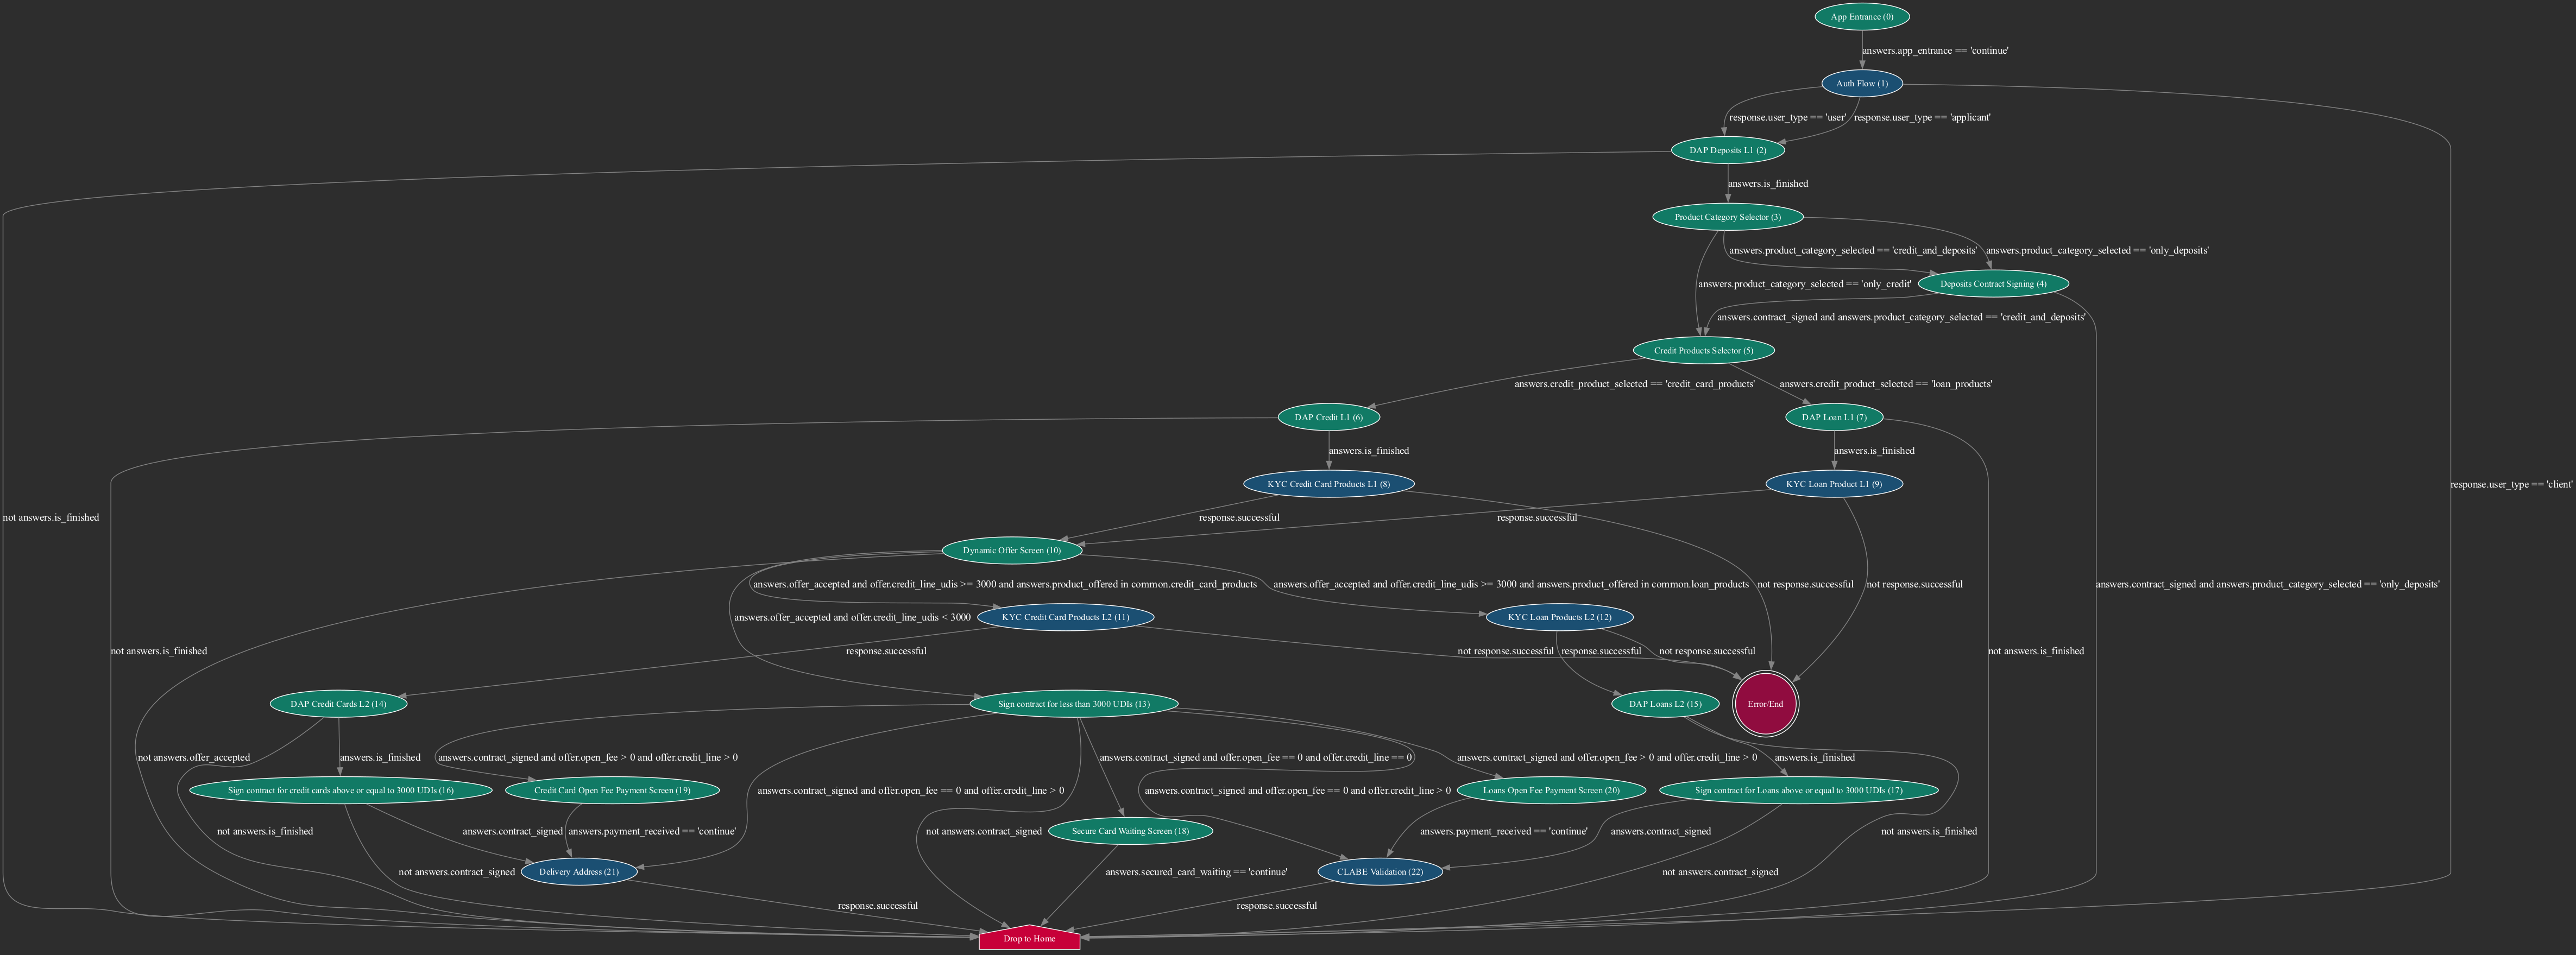 App Entrance (0)
answers.app_entrance == 'continue'
Auth Flow (1)
response.user_type == 'user'
response.user_type == 'applicant'
DAP Deposits L1 (2)
answers.is_finished
Product Category Selector (3)
answers.product_category_selected == 'credit_and_deposits'
answers.product_category_selected == 'only_deposits'
answers.product_category_selected == 'only_credit'
Deposits Contract Signing (4)
answers.contract_signed and answers.product_category_selected == 'credit_and_deposits'
Credit Products Selector (5)
answers.credit_product_selected == 'credit_card_products'
answers.credit_product_selected == 'loan_products'
DAP Credit L1 (6)
DAP Loan L1 (7)
answers.is_finished
answers.is_finished
KYC Credit Card Products L1 (8)
KYC Loan Product L1 (9)
response.user_type == 'client'
not answers.is_finished
response.successful
response.successful
Dynamic Offer Screen (10)
answers.offer_accepted and offer.credit_line_udis >= 3000 and answers.product_offered in common.credit_card_products
answers.offer_accepted and offer.credit_line_udis >= 3000 and answers.product_offered in common.loan_products
not response.successful
not response.successful
answers.contract_signed and answers.product_category_selected == 'only_deposits'
answers.offer_accepted and offer.credit_line_udis < 3000
KYC Credit Card Products L2 (11)
KYC Loan Products L2 (12)
not answers.is_finished
response.successful
not response.successful
response.successful
not response.successful
not answers.is_finished
DAP Credit Cards L2 (14)
Sign contract for less than 3000 UDIs (13)
DAP Loans L2 (15)
Error/End
not answers.offer_accepted
answers.is_finished
answers.contract_signed and offer.open_fee > 0 and offer.credit_line > 0
answers.contract_signed and offer.open_fee == 0 and offer.credit_line == 0
answers.contract_signed and offer.open_fee > 0 and offer.credit_line > 0
answers.is_finished
Sign contract for credit cards above or equal to 3000 UDIs (16)
Credit Card Open Fee Payment Screen (19)
answers.contract_signed and offer.open_fee == 0 and offer.credit_line > 0
answers.contract_signed and offer.open_fee == 0 and offer.credit_line > 0
Loans Open Fee Payment Screen (20)
Sign contract for Loans above or equal to 3000 UDIs (17)
not answers.is_finished
answers.contract_signed
answers.payment_received == 'continue'
not answers.contract_signed
Secure Card Waiting Screen (18)
answers.payment_received == 'continue'
answers.contract_signed
not answers.is_finished
not answers.contract_signed
Delivery Address (21)
answers.secured_card_waiting == 'continue'
CLABE Validation (22)
not answers.contract_signed
response.successful
response.successful
Drop to Home